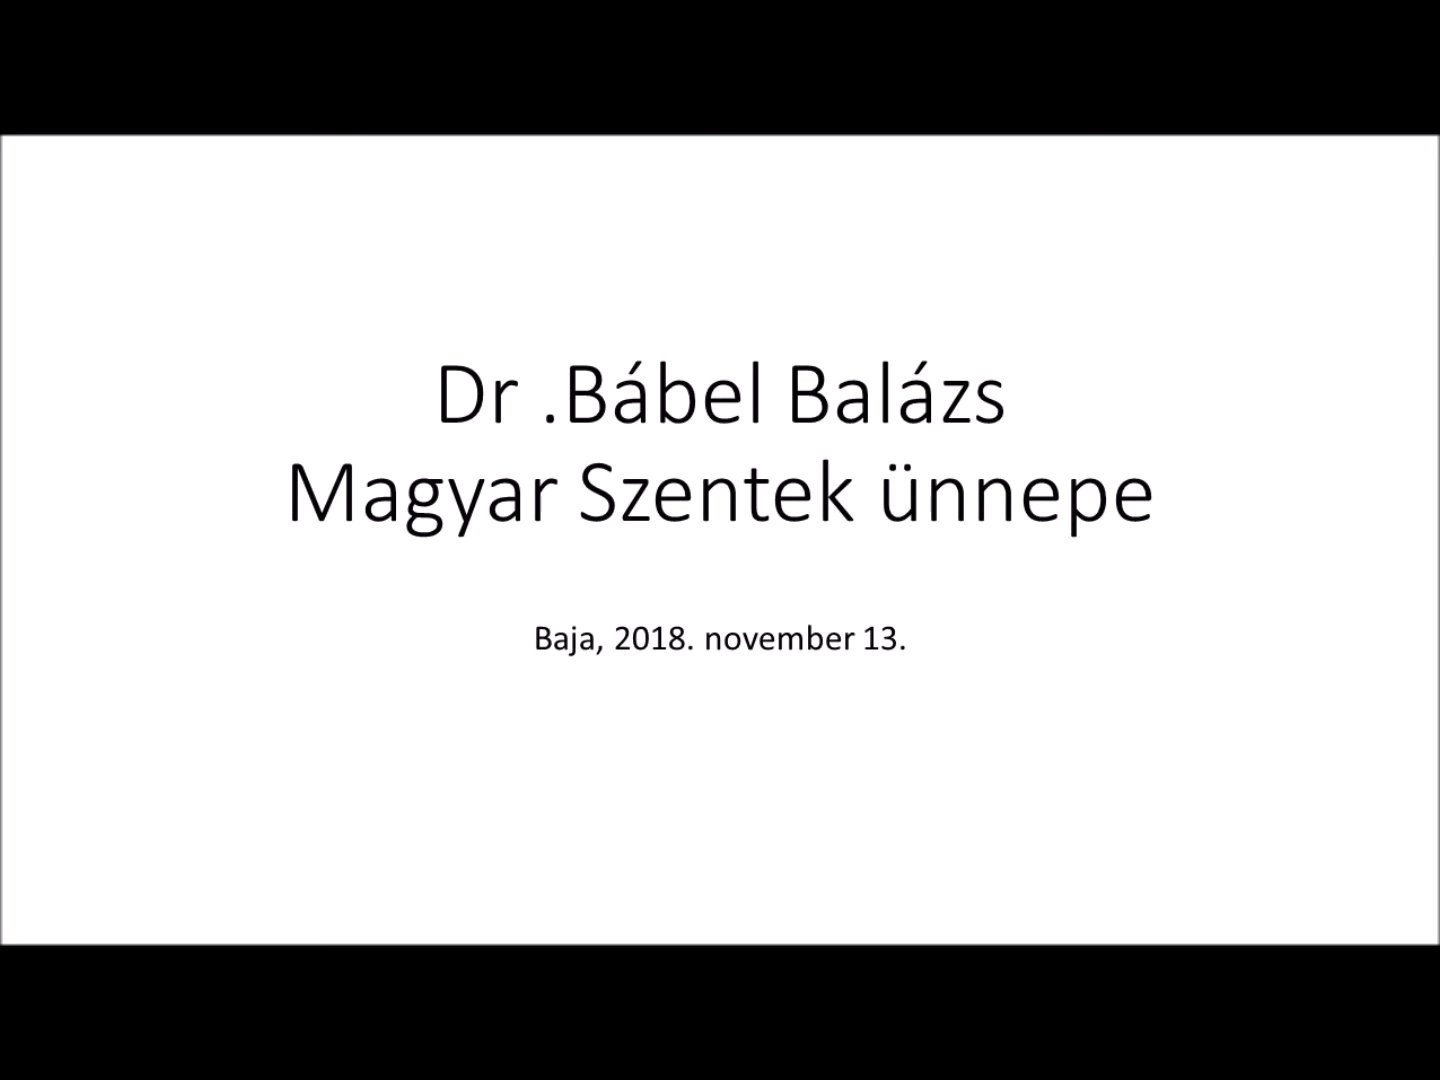 Dr .Bábel Balázs
Magyar Szentek ünnepe
Baja, 2018. november 13.